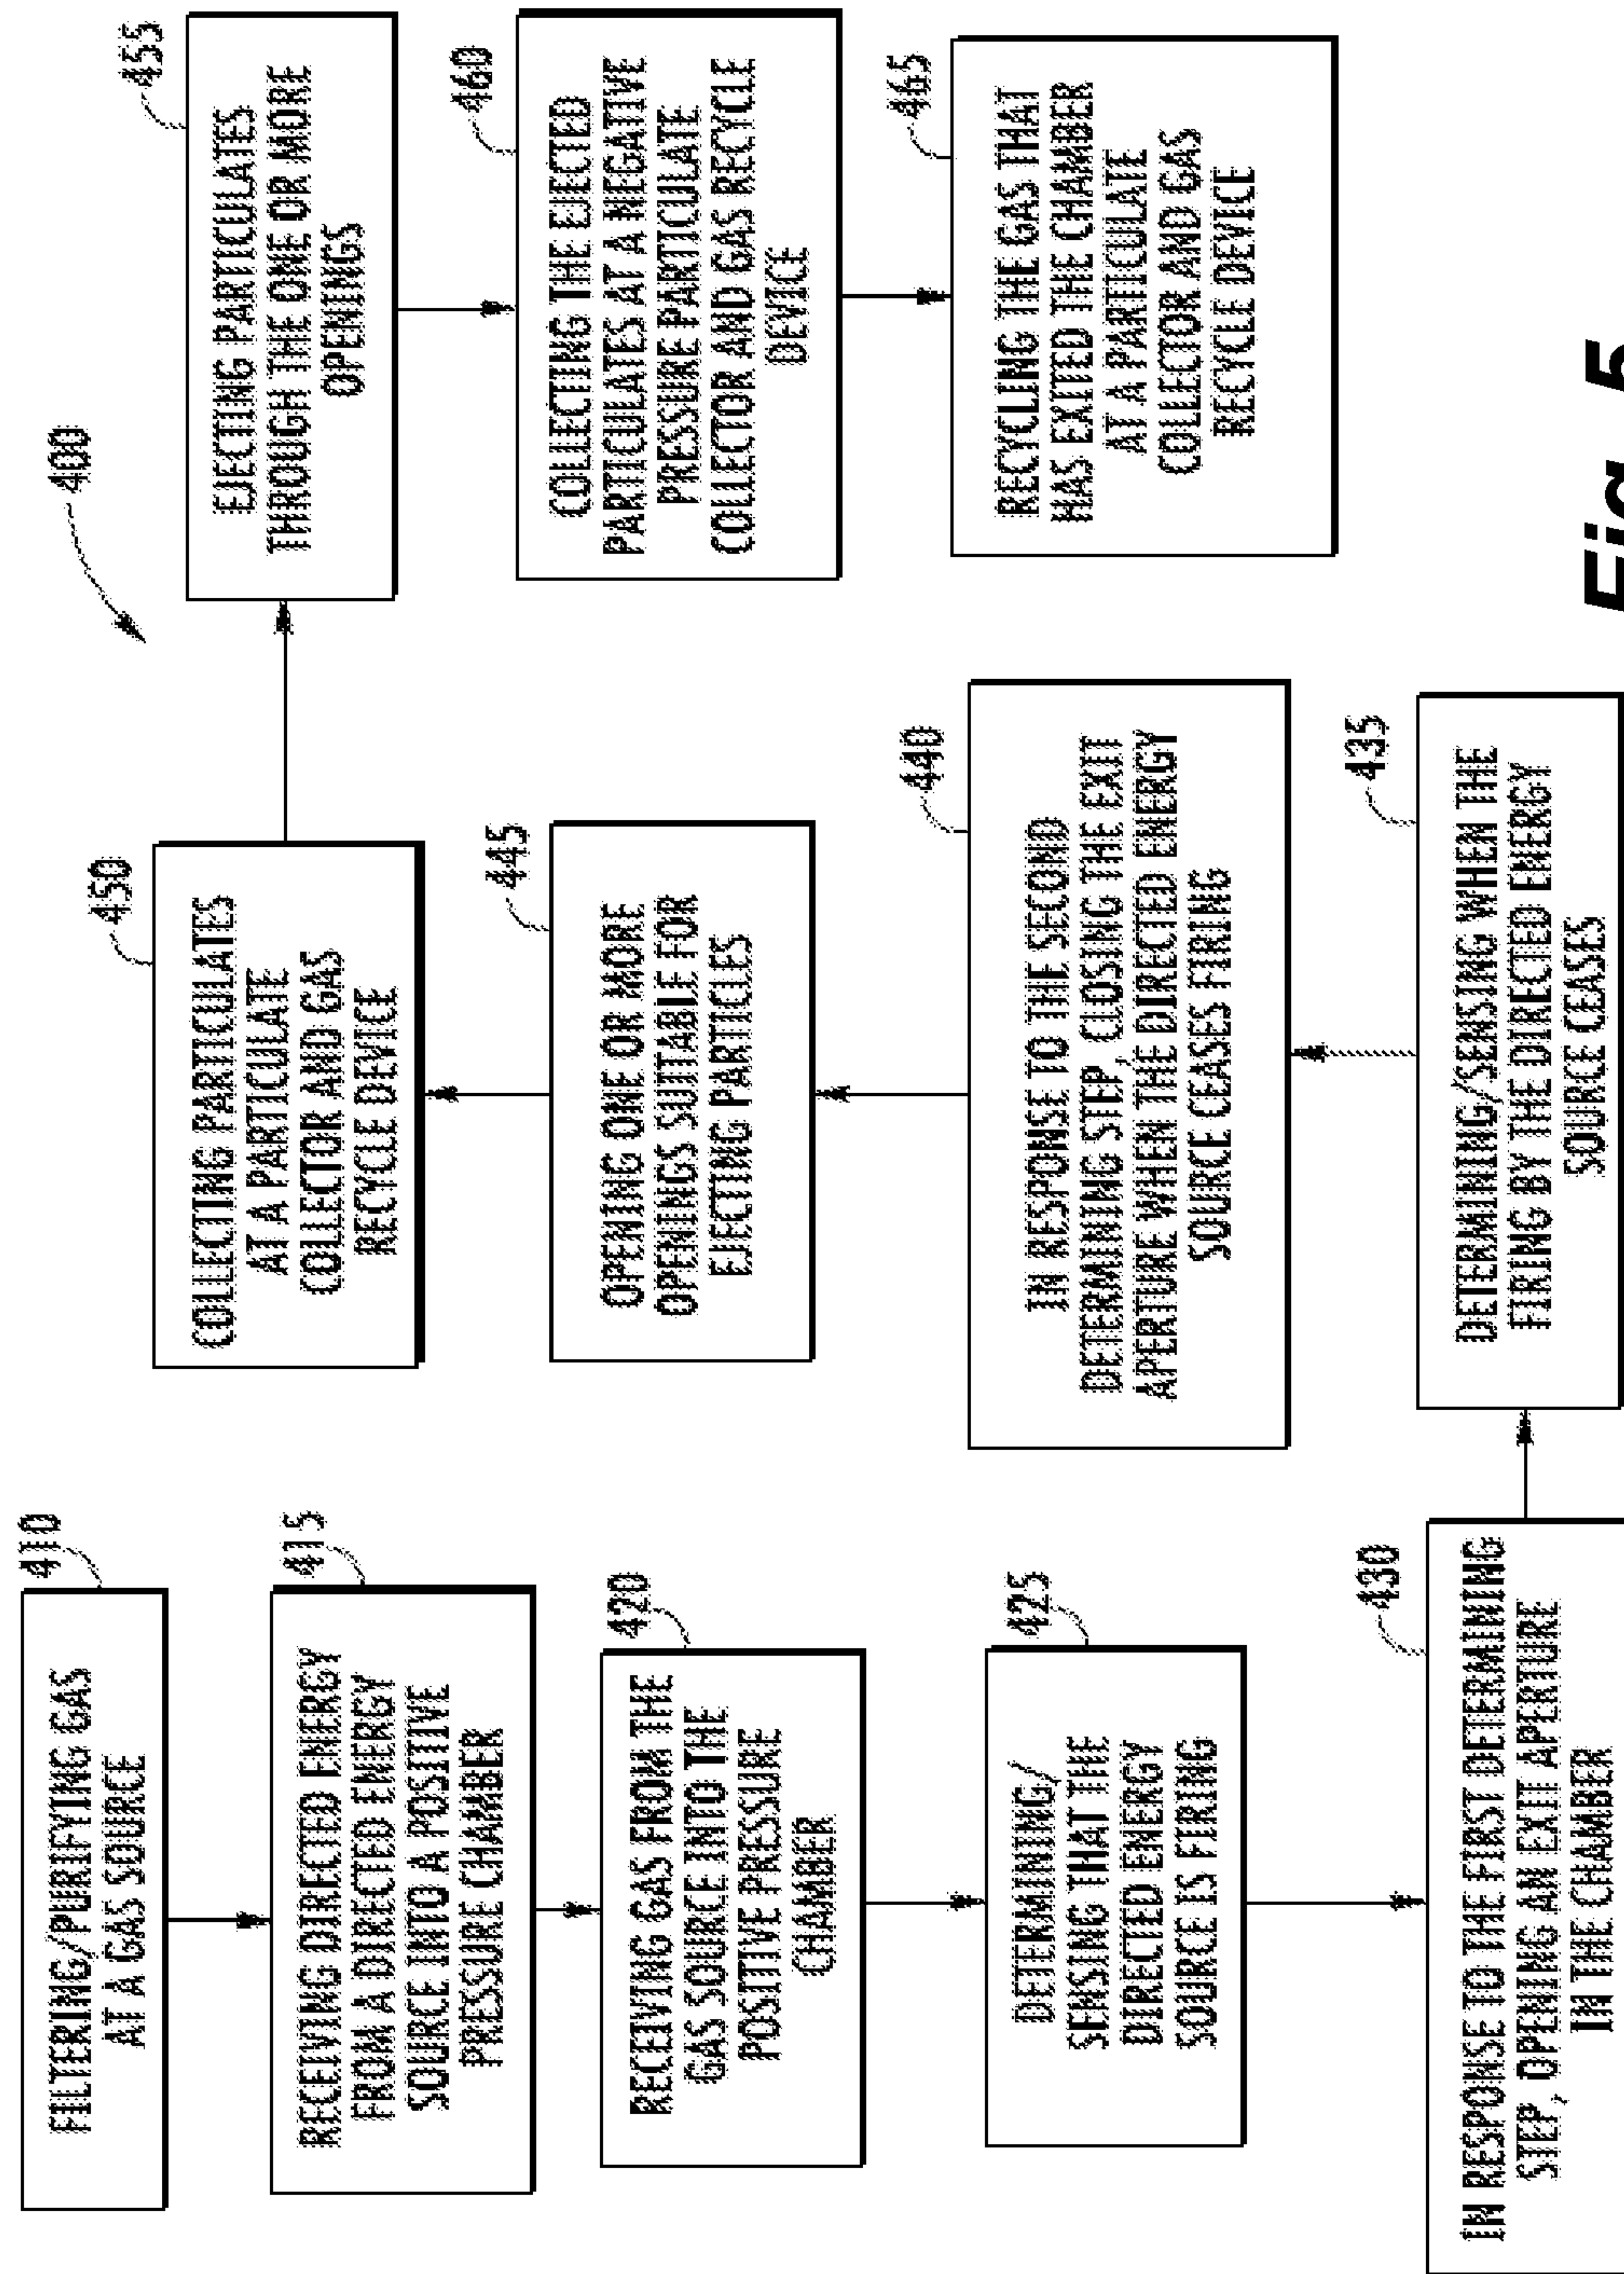 400
410
FILTERING/PURIFYING GAS
AT A GAS SOURCE
415
RECEIVING DIRECTED ENERGY
FROM A DIRECTED ENERGY
SOURCE INTO A POSITIVE
PRESSURE CHAMBER
420
RECEIVING GAS FROM THE
GAS SOURCE INTO THE
POSITIVE PRESSURE
CHAMBER
425
DETERMINING/
SENSING THAT THE
DIRECTED ENERGY
SOURCE IS FIRING
430
IN RESPONSE TO THE FIRST DETERMINING
STEP, OPENING AN EXIT APERTURE
IN THE CHAMBER
435
DETERMING/SENSING WHEN THE
FIRING BY THE DIRECTED ENERGY
SOURCE CEASES
440
IN RESPONSE TO THE SECOND
DETERMINING STEP, CLOSING THE EXIT
APERTURE WHEN THE DIRECTED ENERGY
SOURCE CEASES FIRING
445
OPENING ONE OR MORE
OPENINGS SUITABLE FOR
EJECTING PARTICLES
450
COLLECTING PARTICULATES
AT A PARTICULATE
COLLECTOR AND GAS
RECYCLE DEVICE
455
EJECTING PARTICULATES
THROUGH THE ONE OR MORE
OPENINGS
460
COLLECTING THE EJECTED
PARTICULATES AT A NEGATIVE
PRESSURE PARTICULATE
COLLECTOR AND GAS RECYCLE
DEVICE
465
RECYCLING THE GAS THAT
HAS EXITED THE CHAMBER
AT A PARTICULATE
COLLECTOR AND GAS
RECYCLE DEVICE
Fig. 5